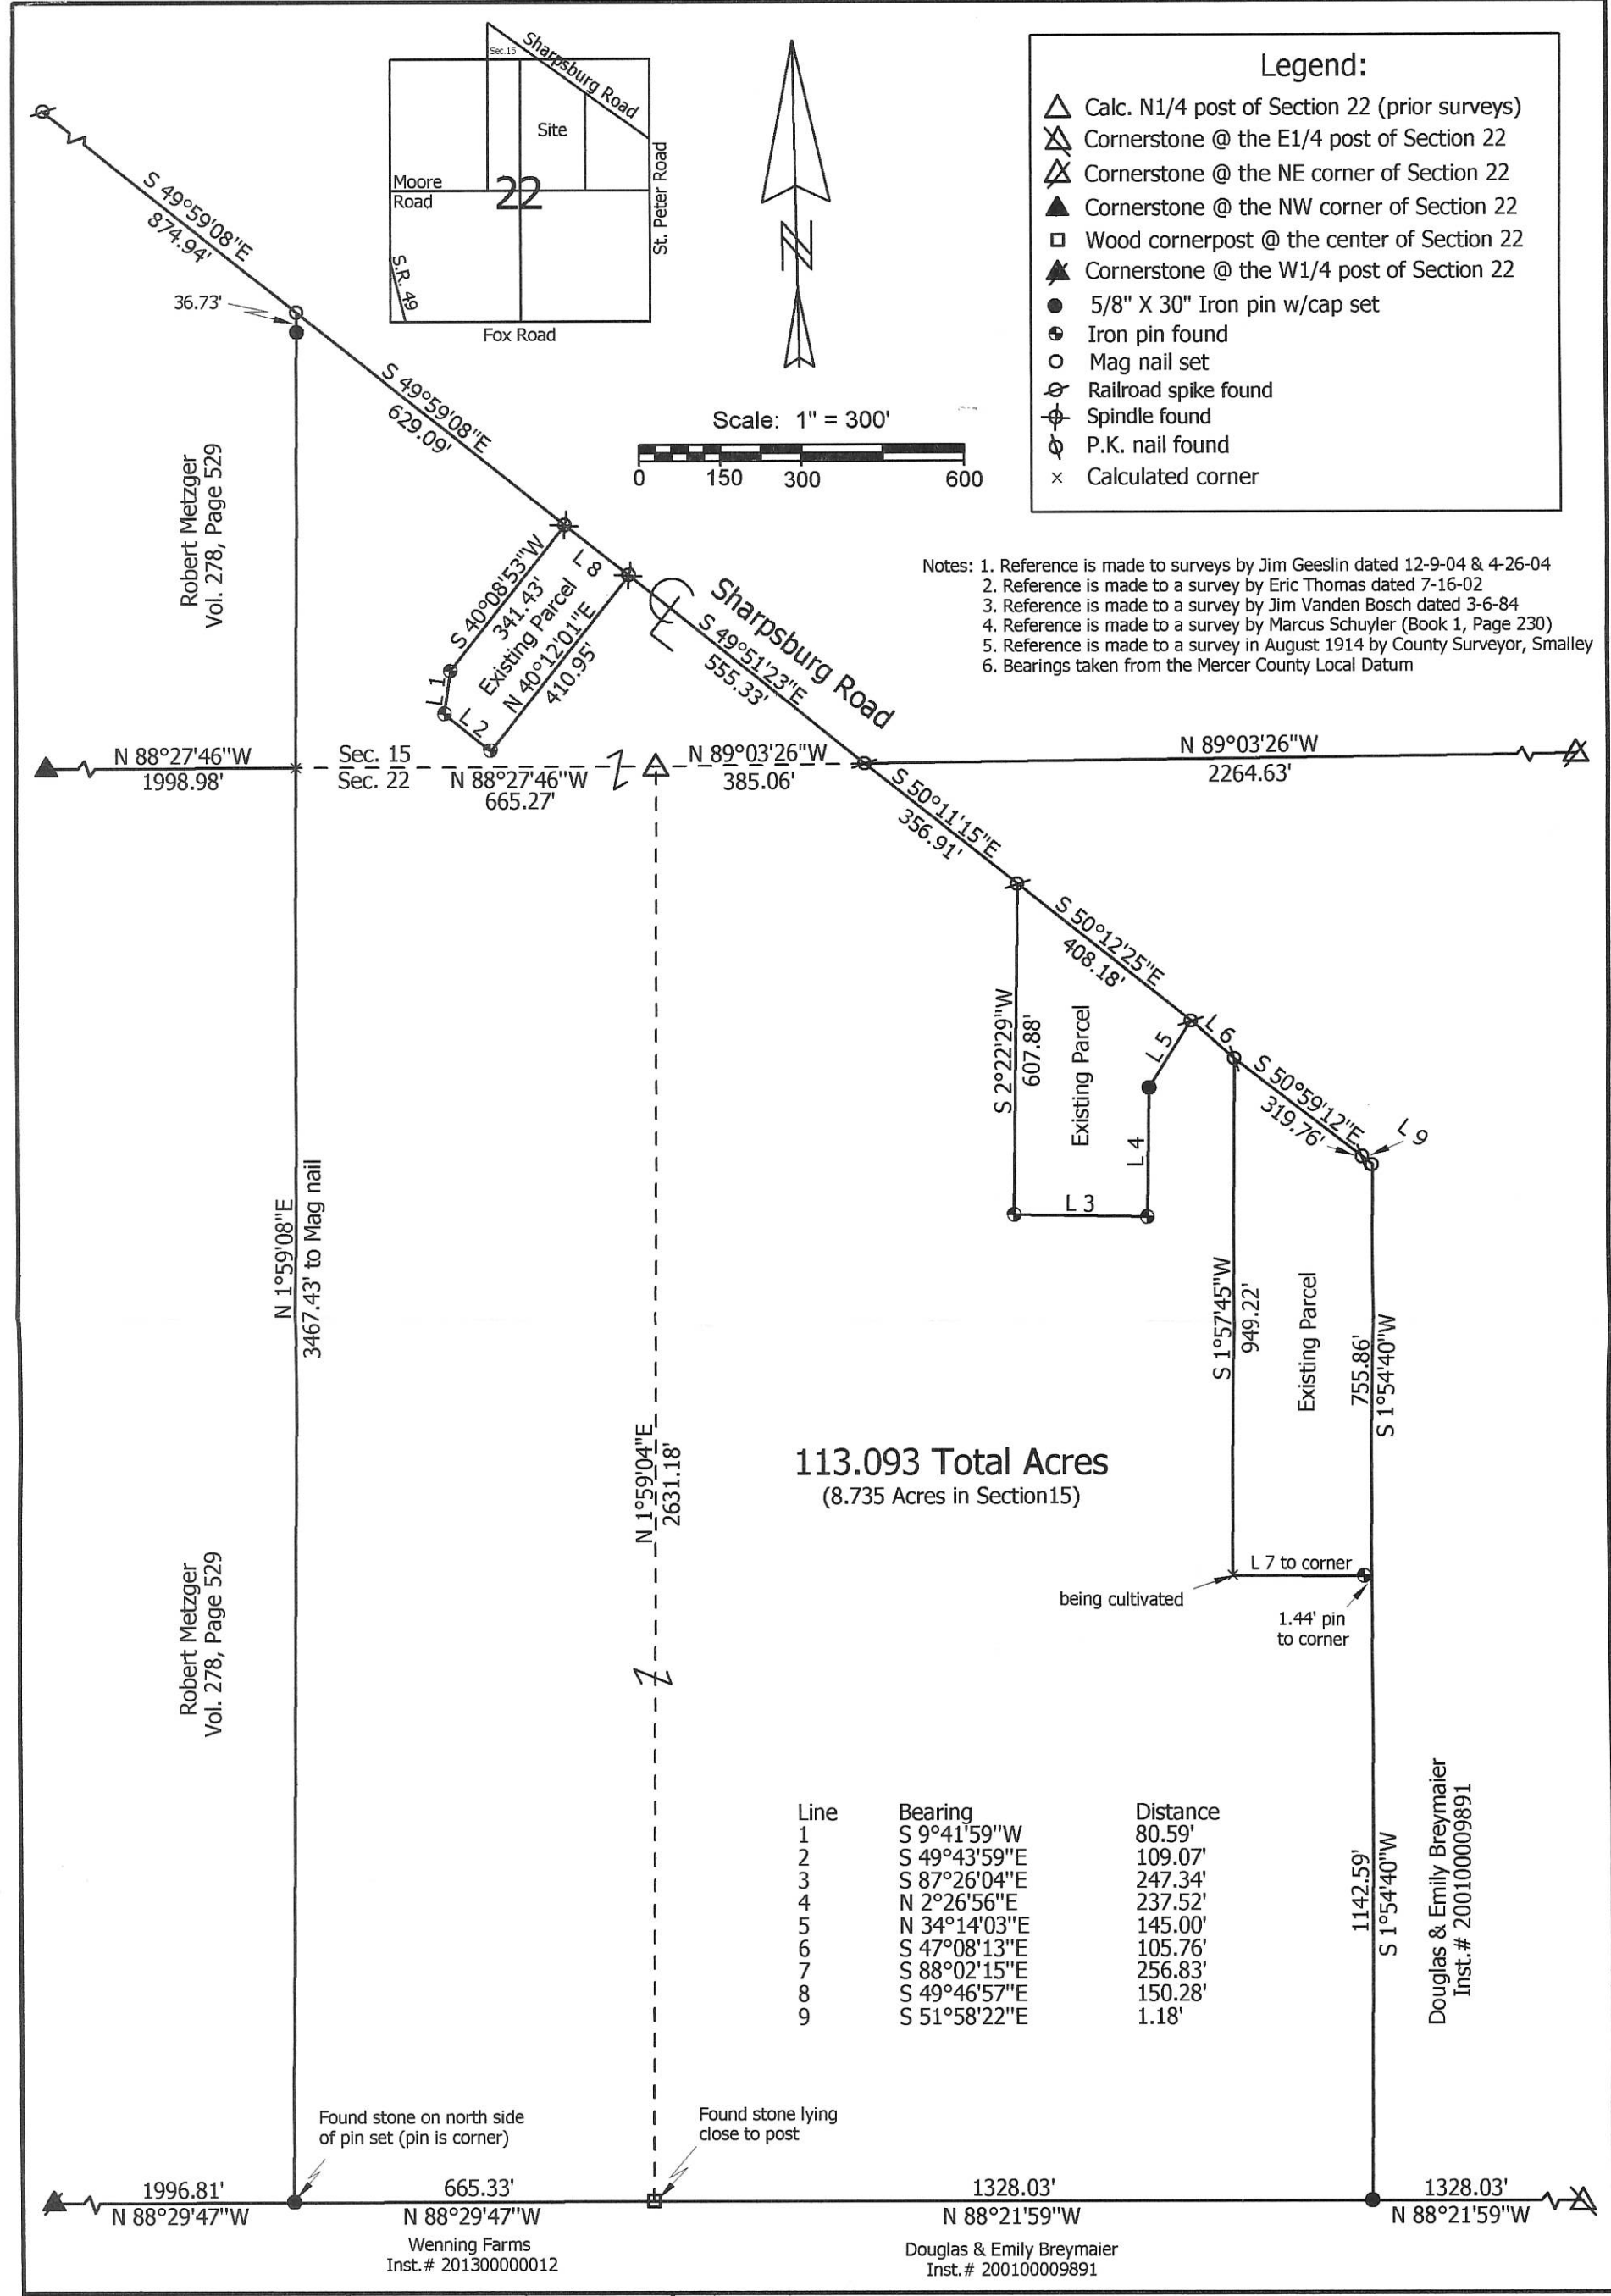 Sec.15
Sharpsburg Road
Site
Moore
Road
22
St. Peter Road
S.R. 49
Fox Road
N
Scale: 1" = 300'
0 150 300 600
Legend:
Calc. N1/4 post of Section 22 (prior surveys)
Cornerstone @ the E1/4 post of Section 22
Cornerstone @ the NE corner of Section 22
Cornerstone @ the NW corner of Section 22
Wood cornerpost @ the center of Section 22
Cornerstone @ the W1/4 post of Section 22
5/8" X 30" Iron pin w/cap set
Iron pin found
Mag nail set
Railroad spike found
Spindle found
P.K. nail found
Calculated corner
Notes: 1. Reference is made to surveys by Jim Geeslin dated 12-9-04 & 4-26-04
2. Reference is made to a survey by Eric Thomas dated 7-16-02
3. Reference is made to a survey by Jim Vanden Bosch dated 3-6-84
4. Reference is made to a survey by Marcus Schuyler (Book 1, Page 230)
5. Reference is made to a survey in August 1914 by County Surveyor, Smalley
6. Bearings taken from the Mercer County Local Datum
S 49°59'08"E
874.94'
36.73'
S 49°59'08"E
629.09'
Robert Metzger
Vol. 278, Page 529
S 40°08'53"W
341.43'
Existing Parcel
N 40°12'01"E
410.95'
L 8
L 1
L 2
CL
Sharpsburg Road
S 49°51'23"E
555.33'
N 88°27'46"W
1998.98'
Sec. 15
Sec. 22
N 88°27'46"W
665.27'
N 89°03'26"W
385.06'
N 89°03'26"W
2264.63'
S 50°11'15"E
356.91'
S 50°12'25"E
408.18'
S 2°22'29"W
607.88'
Existing Parcel
L 5
L 6
L 4
L 3
S 50°59'12"E
319.76'
L 9
N 1°59'08"E
3467.43' to Mag nail
S 1°57'45"W
949.22'
Existing Parcel
755.86'
S 1°54'40"W
N 1°59'04"E
2631.18'
113.093 Total Acres
(8.735 Acres in Section15)
L 7 to corner
being cultivated
1.44' pin
to corner
Robert Metzger
Vol. 278, Page 529
Line Bearing Distance
1 S 9°41'59"W 80.59'
2 S 49°43'59"E 109.07'
3 S 87°26'04"E 247.34'
4 N 2°26'56"E 237.52'
5 N 34°14'03"E 145.00'
6 S 47°08'13"E 105.76'
7 S 88°02'15"E 256.83'
8 S 49°46'57"E 150.28'
9 S 51°58'22"E 1.18'
1142.59'
S 1°54'40"W
Douglas & Emily Breymaier
Inst.# 200100009891
Found stone on north side
of pin set (pin is corner)
Found stone lying
close to post
1996.81'
N 88°29'47"W
665.33'
N 88°29'47"W
1328.03'
N 88°21'59"W
1328.03'
N 88°21'59"W
Wenning Farms
Inst.# 201300000012
Douglas & Emily Breymaier
Inst.# 200100009891